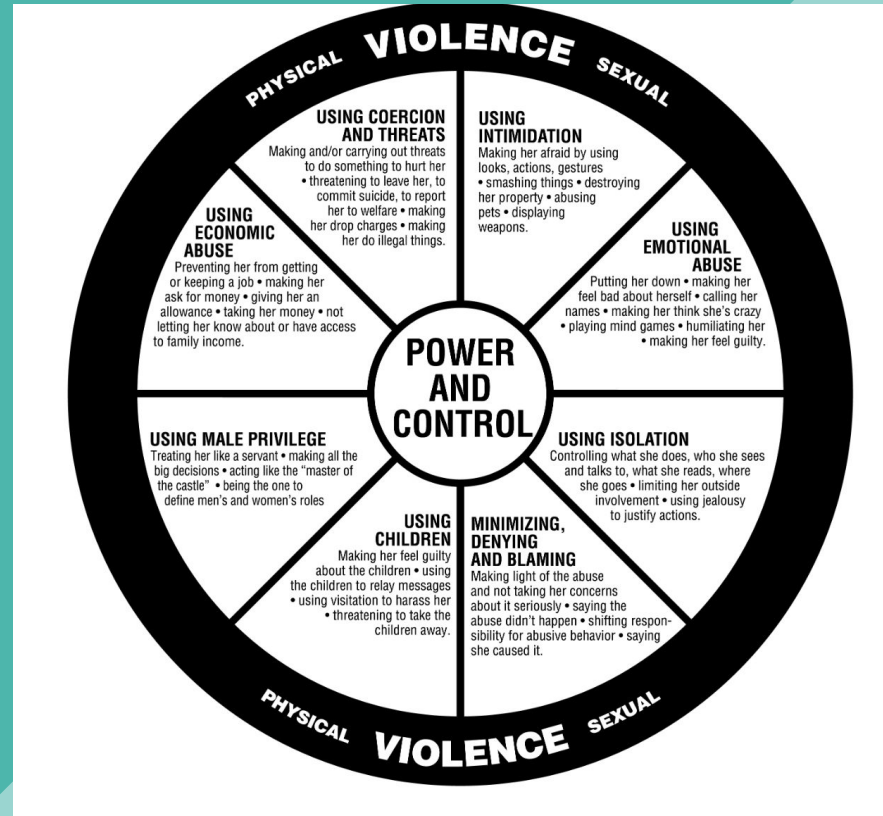 PHYSICAL VIOLENCE SEXUAL
USING COERCION
AND THREATS
Making and/or carrying out threats
to do something to hurt her
• threatening to leave her, to
commit suicide, to report
her to welfare • making
her drop charges • making
her do illegal things.
USING
INTIMIDATION
Making her afraid by using
looks, actions, gestures
• smashing things • destroying
her property • abusing
pets • displaying
weapons.
USING
EMOTIONAL
ABUSE
Putting her down • making her
feel bad about herself • calling her
names • making her think she's crazy
• playing mind games • humiliating her
• making her feel guilty.
USING ISOLATION
Controlling what she does, who she sees
and talks to, what she reads, where
she goes • limiting her outside
involvement • using jealousy
to justify actions.
MINIMIZING,
DENYING
AND BLAMING
Making light of the abuse
and not taking her concerns
about it seriously • saying the
abuse didn't happen • shifting respon-
sibility for abusive behavior • saying
she caused it.
USING
CHILDREN
Making her feel guilty
about the children • using
the children to relay messages
• using visitation to harass her
• threatening to take the
children away.
USING MALE PRIVILEGE
Treating her like a servant • making all the
big decisions • acting like the "master of
the castle" • being the one to
define men's and women's roles
USING
ECONOMIC
ABUSE
Preventing her from getting
or keeping a job • making her
ask for money • giving her an
allowance • taking her money • not
letting her know about or have access
to family income.
POWER
AND
CONTROL
PHYSICAL VIOLENCE SEXUAL